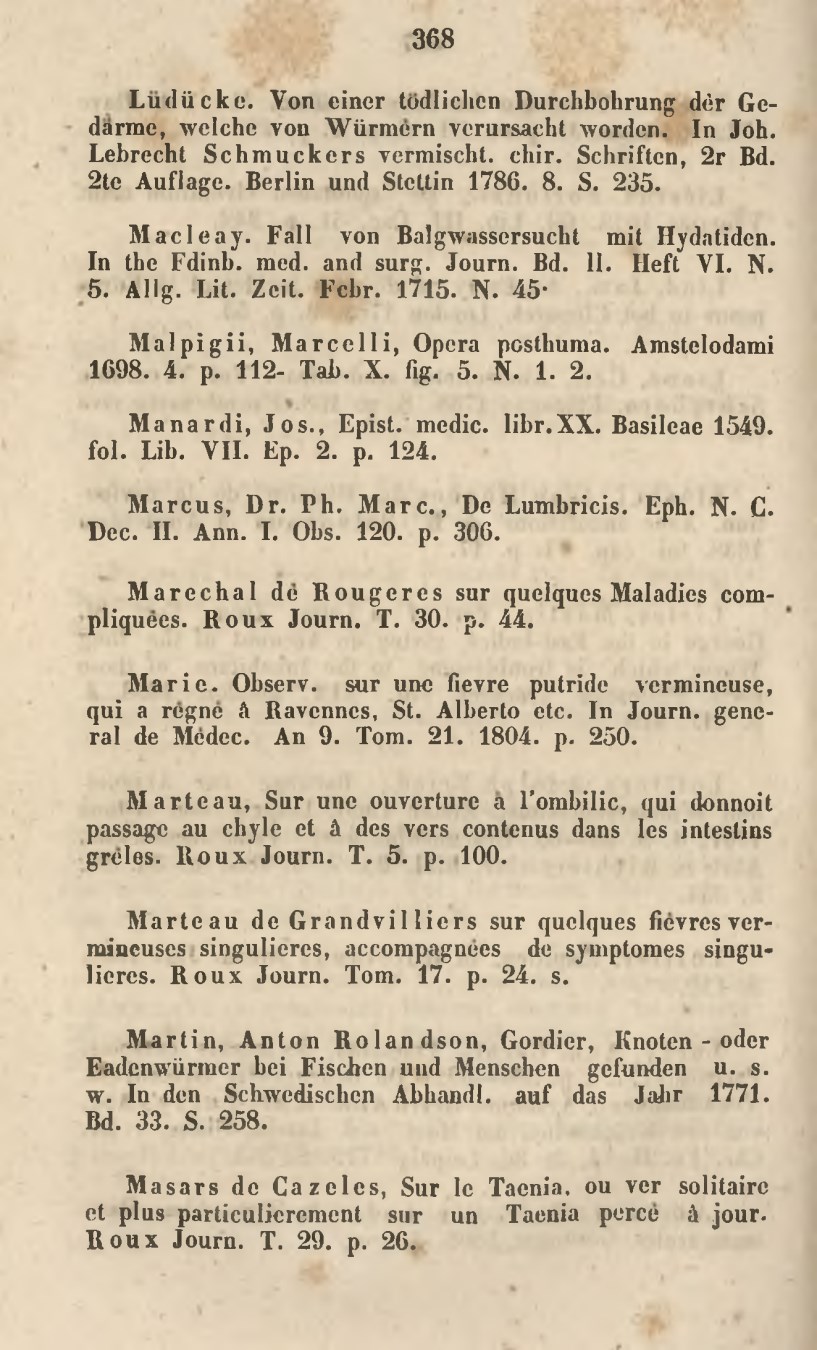 368
Lüdücke. Von einer tödlichen Durchbohrung dér Ge-
därme, welche von Würmérn verursacht worden. In Joh.
Lebrecht Schmuckers vermischt. chir. Schriften, 2r Bd.
2te Auflage. Berlin und Stettin 1786. 8. S. 235.
Macleay. Fall von Balgwassersucht mit Hydatiden.
In the Fdinb. med. and surg. Journ. Bd. II. Heft VI. N.
5. Allg. Lit. Zeit. Febr. 1715. N. 45·
Malpigii, Marcelli, Opera posthuma. Amstelodami
1698. 4. p. 112- Tab. X. fig. 5. N. 1. 2.
Manardi, Jos., Epist. medic. libr. XX. Basileae 1549.
fol. Lib. VII. Ep. 2. p. 124.
Marcus, Dr. Ph. Marc., De Lumbricis. Eph. N. C.
Dec. II. Ann. I. Obs. 120. p. 306.
Marechal dé Rougeres sur quelques Maladies com-
pliquées. Roux Journ. T. 30. p. 44.
Marie. Observ. sur une fievre putride vermineuse,
qui a régné â Ravennes, St. Alberto etc. In Journ. gene-
ral de Médec. An 9. Tom. 21. 1804. p. 250.
Marteau, Sur une ouverture à l'ombilic, qui donnoit
passage au chyle et â des vers contenus dans les intestins
gréles. Roux Journ. T. 5. p. 100.
Marteau de Grandvilliers sur quelques fiévres ver-
mineuses singulieres, accompagnées de symptomes singu-
lieres. Roux Journ. Tom. 17. p. 24. s.
Martin, Anton Rolandson, Gordier, Knoten - oder
Eadenwürmer bei Fischen und Menschen gefunden u. s.
w. In den Schwedischen Abhandl. auf das Jahr 1771.
Bd. 33. S. 258.
Masars de Cazeles, Sur le Taenia. ou ver solitaire
et plus particulierement sur un Taenia percé à jour.
Roux Journ. T. 29. p. 26.